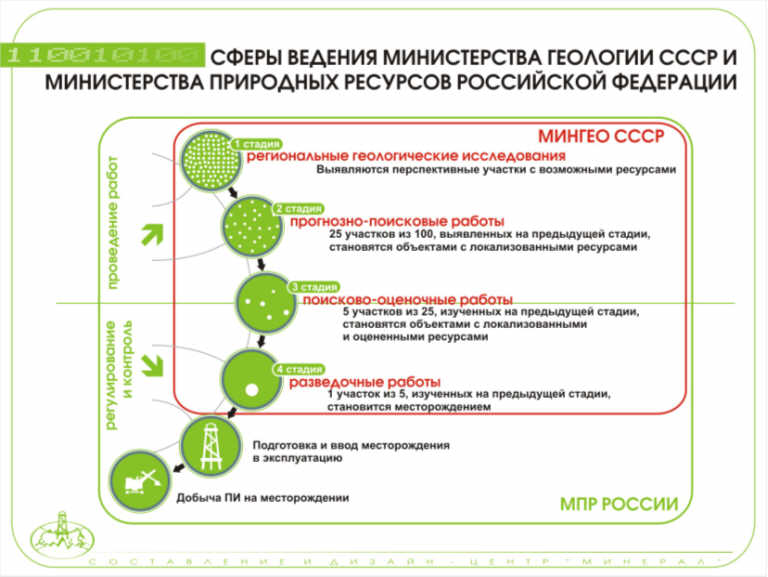 110010100
СФЕРЫ ВЕДЕНИЯ МИНИСТЕРСТВА ГЕОЛОГИИ СССР И
МИНИСТЕРСТВА ПРИРОДНЫХ РЕСУРСОВ РОССИЙСКОЙ ФЕДЕРАЦИИ
МИНГЕО СССР
1 стадия
региональные геологические исследования
Выявляются перспективные участки с возможными ресурсами
проведение работ
2 стадия
прогнозно-поисковые работы
25 участков из 100, выявленных на предыдущей стадии,
становятся объектами с локализованными ресурсами
3 стадия
поисково-оценочные работы
5 участков из 25, изученных на предыдущей стадии,
становятся объектами с локализованными
и оцененными ресурсами
регулирование
и контроль
4 стадия
разведочные работы
1 участок из 5, изученных на предыдущей стадии,
становится месторождением
Подготовка и ввод месторождения
в эксплуатацию
Добыча ПИ на месторождении
МПР РОССИИ
СОСТАВЛЕНИЕ И ДИЗАЙН - ЦЕНТР "МИНЕРАЛ"